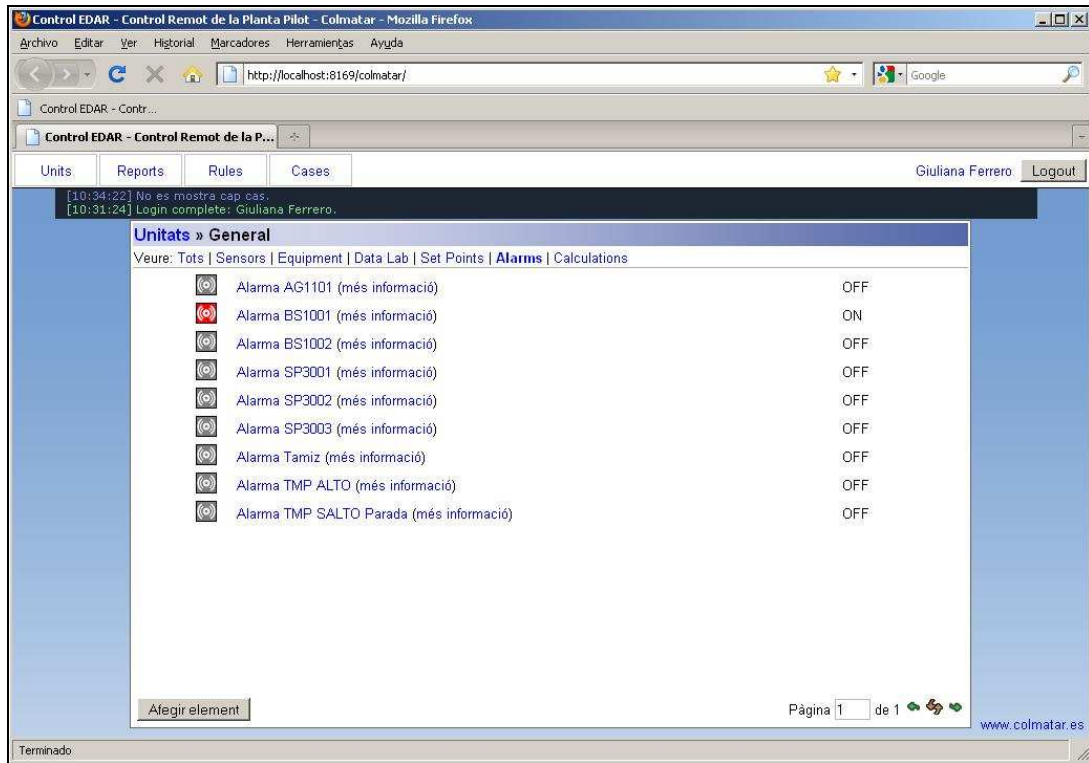 Control EDAR - Control Remot de la Planta Pilot - Colmatar - Mozilla Firefox
Archivo Editar Ver Historial Marcadores Herramientas Ayuda
http://localhost:8169/colmatar/
Google
Control EDAR - Contr...
Control EDAR - Control Remot de la P...
Units Reports Rules Cases Giuliana Ferrero Logout
[10:34:22] No es mostra cap cas.
[10:31:24] Login complete: Giuliana Ferrero.
Unitats » General
Veure: Tots | Sensors | Equipment | Data Lab | Set Points | Alarms | Calculations
Alarma AG1101 (més informació) OFF
Alarma BS1001 (més informació) ON
Alarma BS1002 (més informació) OFF
Alarma SP3001 (més informació) OFF
Alarma SP3002 (més informació) OFF
Alarma SP3003 (més informació) OFF
Alarma Tamiz (més informació) OFF
Alarma TMP ALTO (més informació) OFF
Alarma TMP SALTO Parada (més informació) OFF
Afegir element Pàgina 1 de 1
www.colmatar.es
Terminado